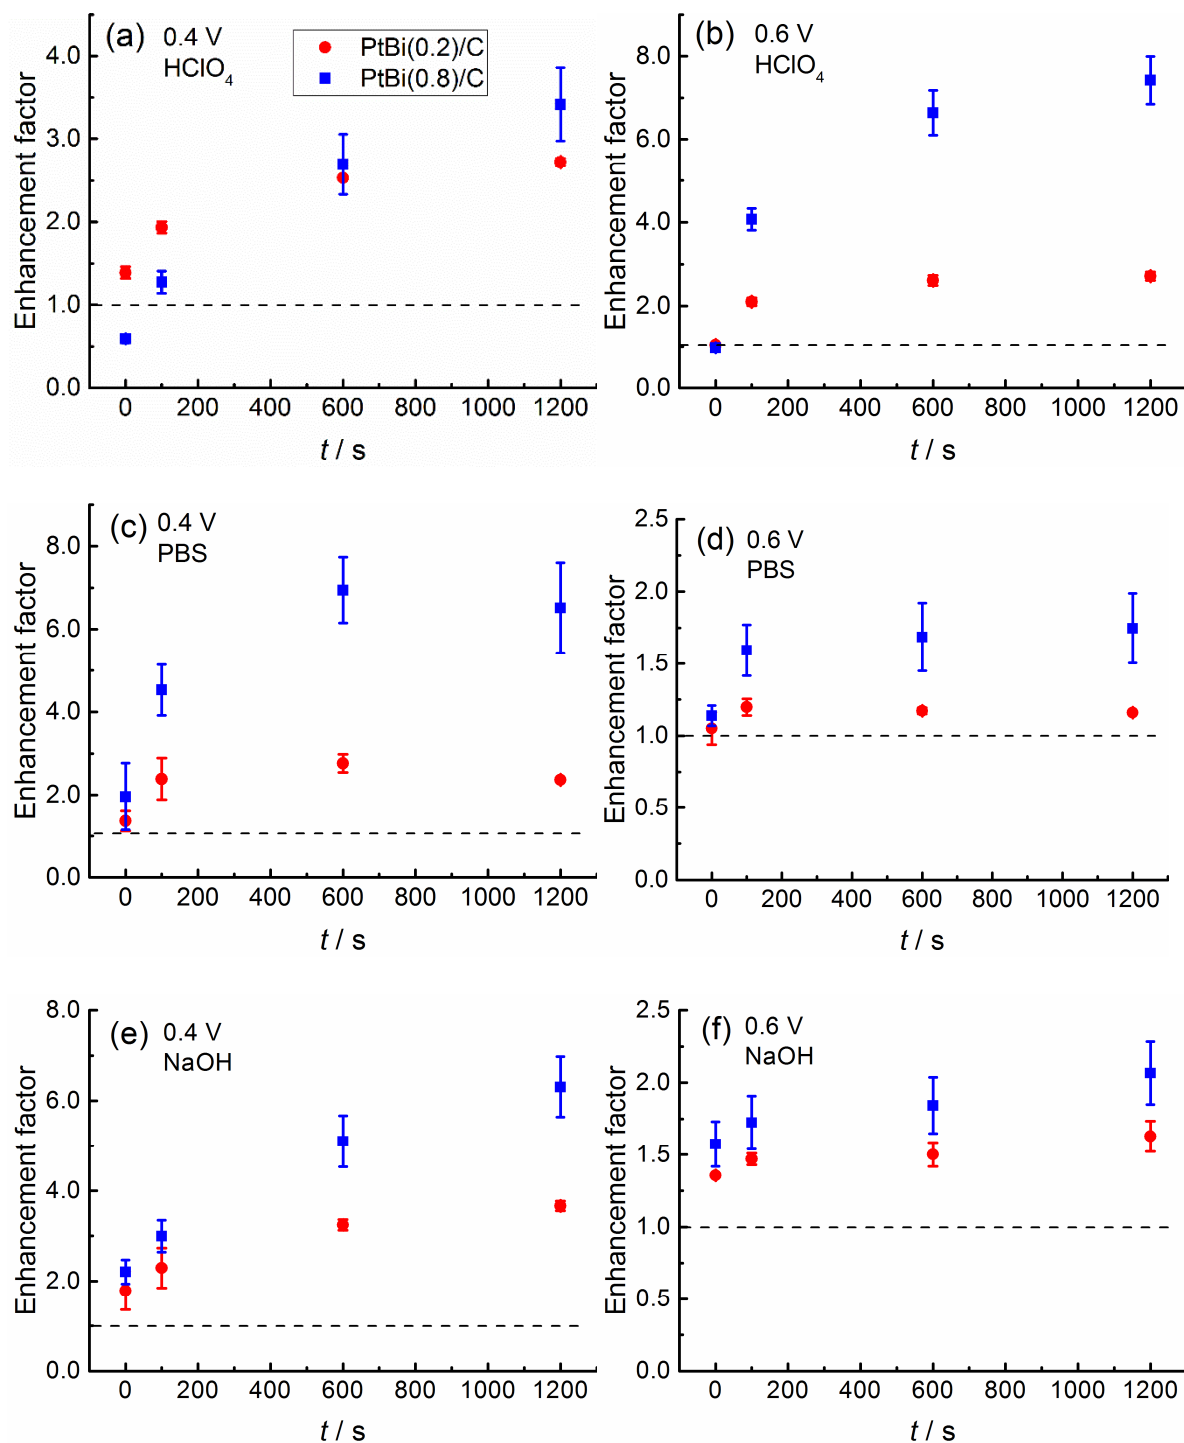 (a) 0.4 V
HClO₄
PtBi(0.2)/C
PtBi(0.8)/C
Enhancement factor
4.0
3.0
2.0
1.0
0.0
0 200 400 600 800 1000 1200
t / s
(b) 0.6 V
HClO₄
Enhancement factor
8.0
6.0
4.0
2.0
0.0
0 200 400 600 800 1000 1200
t / s
(c) 0.4 V
PBS
Enhancement factor
8.0
6.0
4.0
2.0
0.0
0 200 400 600 800 1000 1200
t / s
(d) 0.6 V
PBS
Enhancement factor
2.5
2.0
1.5
1.0
0.5
0.0
0 200 400 600 800 1000 1200
t / s
(e) 0.4 V
NaOH
Enhancement factor
8.0
6.0
4.0
2.0
0.0
0 200 400 600 800 1000 1200
t / s
(f) 0.6 V
NaOH
Enhancement factor
2.5
2.0
1.5
1.0
0.5
0.0
0 200 400 600 800 1000 1200
t / s